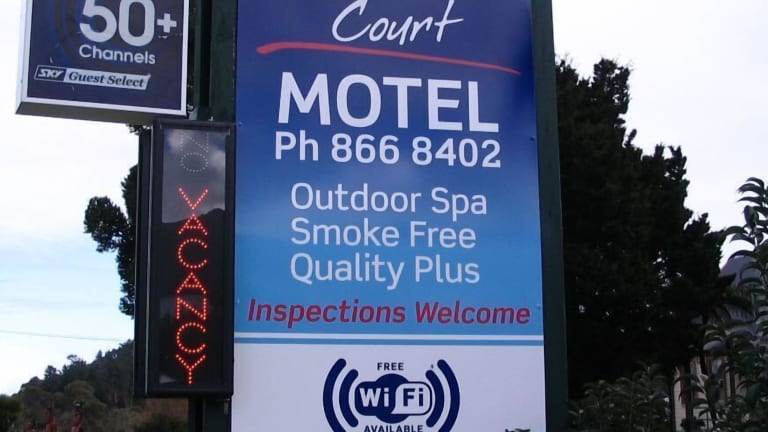 50+
Channels
SKY Guest Select
NO VACANCY
Court
MOTEL
Ph 866 8402
Outdoor Spa
Smoke Free
Quality Plus
Inspections Welcome
FREE
WiFi
AVAILABLE